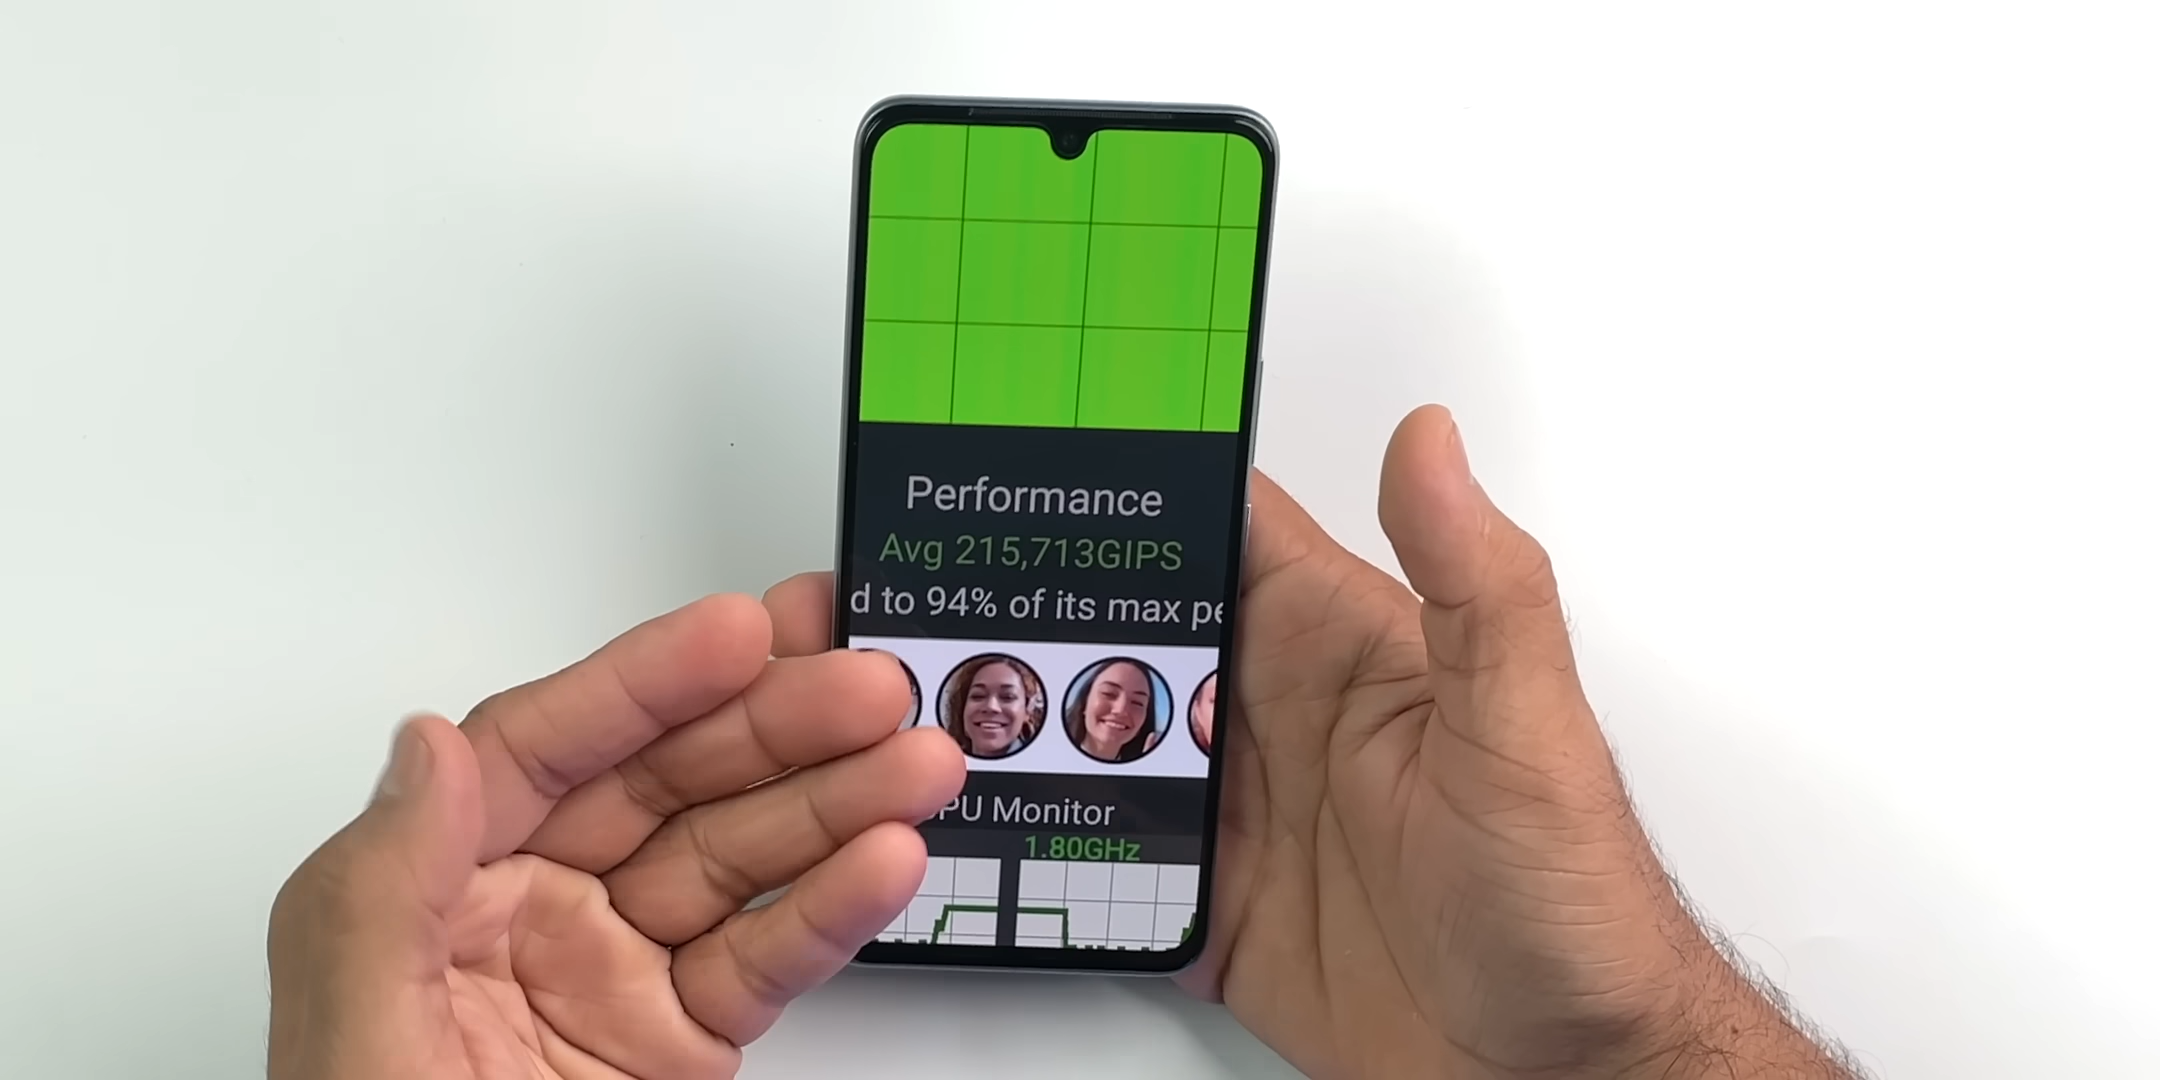 Performance
Avg 215,713GIPS
d to 94% of its max pe
PU Monitor
1.80GHz